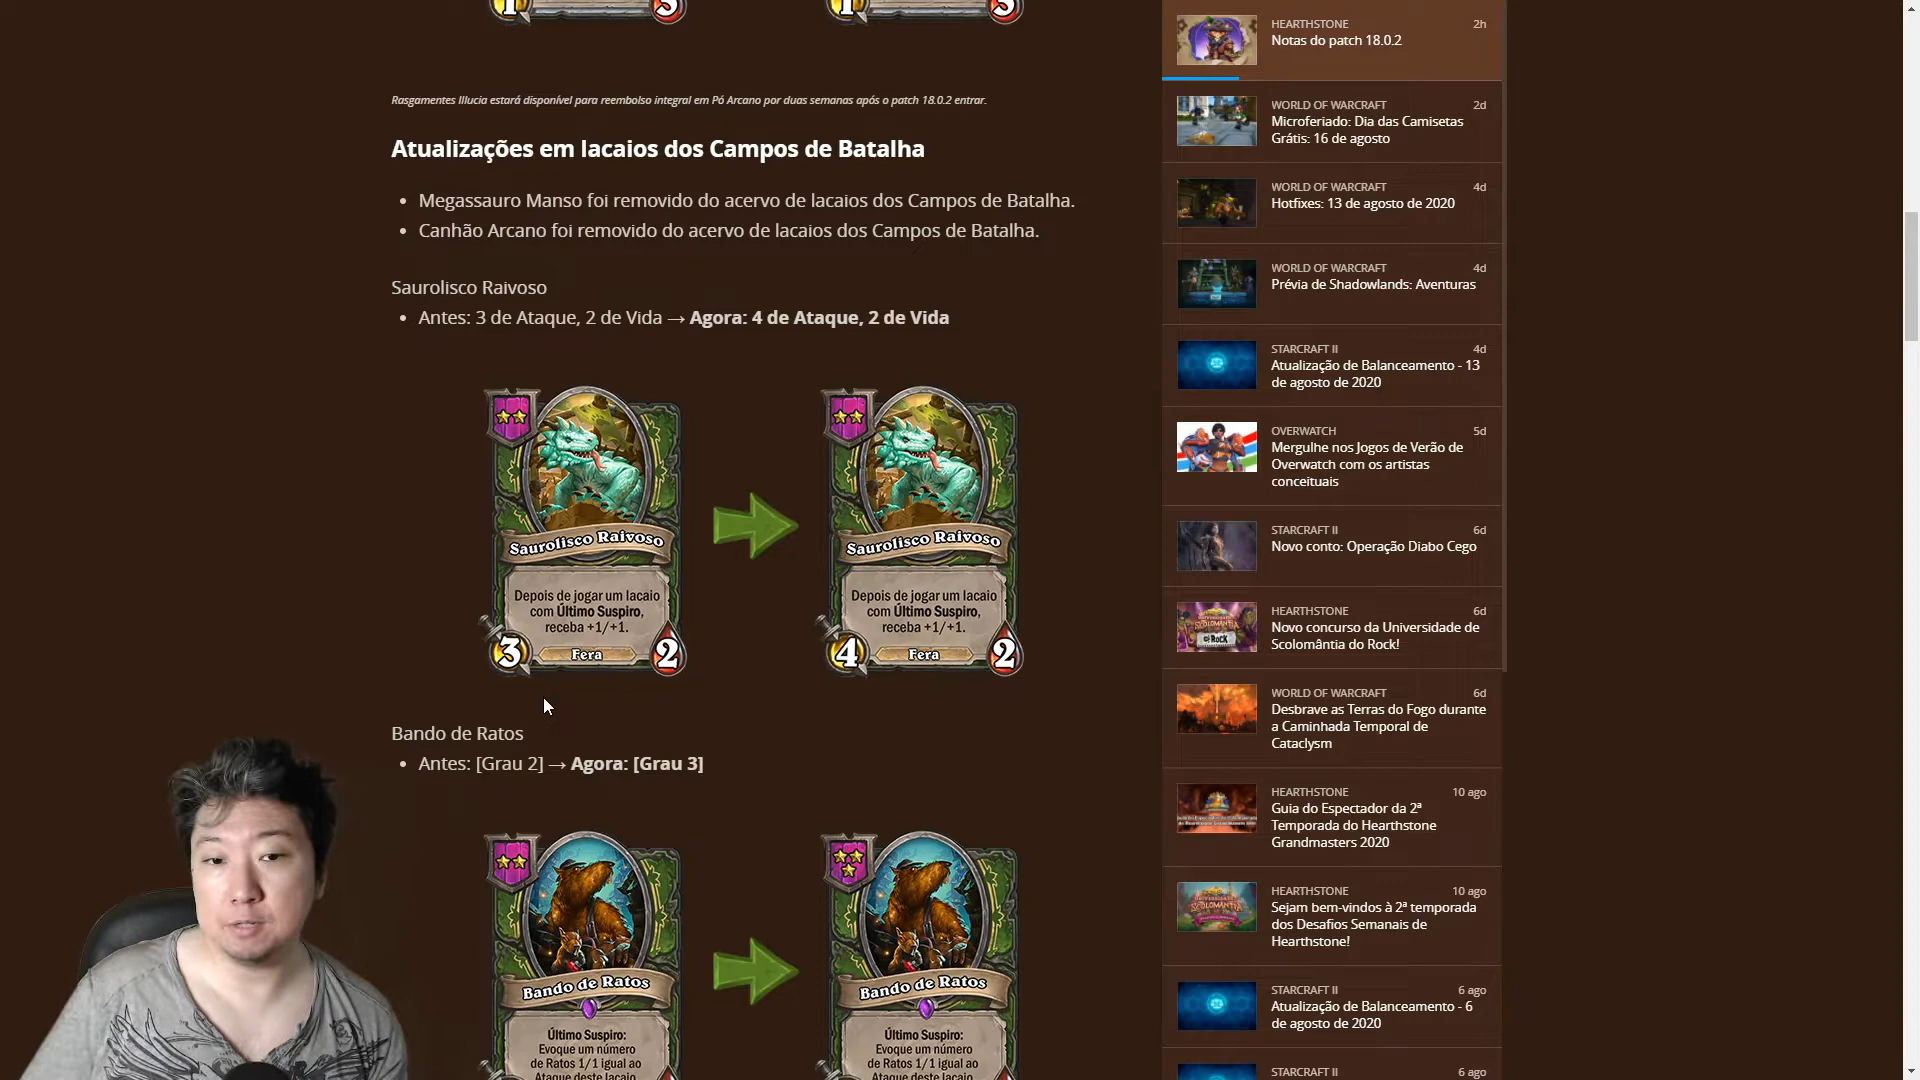 1
3
1
3
Rasgamentes Illucia estará disponível para reembolso integral em Pó Arcano por duas semanas após o patch 18.0.2 entrar.
Atualizações em lacaios dos Campos de Batalha
Megassauro Manso foi removido do acervo de lacaios dos Campos de Batalha.
Canhão Arcano foi removido do acervo de lacaios dos Campos de Batalha.
Saurolisco Raivoso
Antes: 3 de Ataque, 2 de Vida → Agora: 4 de Ataque, 2 de Vida
Saurolisco Raivoso
Depois de jogar um lacaio
com Último Suspiro,
receba +1/+1.
3
Fera
2
Saurolisco Raivoso
Depois de jogar um lacaio
com Último Suspiro,
receba +1/+1.
4
Fera
2
Bando de Ratos
Antes: [Grau 2] → Agora: [Grau 3]
Bando de Ratos
Último Suspiro:
Evoque um número
de Ratos 1/1 igual ao
Ataque deste lacaio
Bando de Ratos
Último Suspiro:
Evoque um número
de Ratos 1/1 igual ao
Ataque deste lacaio
HEARTHSTONE 2h
Notas do patch 18.0.2
WORLD OF WARCRAFT 2d
Microferiado: Dia das Camisetas
Grátis: 16 de agosto
WORLD OF WARCRAFT 4d
Hotfixes: 13 de agosto de 2020
WORLD OF WARCRAFT 4d
Prévia de Shadowlands: Aventuras
STARCRAFT II 4d
Atualização de Balanceamento - 13
de agosto de 2020
OVERWATCH 5d
Mergulhe nos Jogos de Verão de
Overwatch com os artistas
conceituais
STARCRAFT II 6d
Novo conto: Operação Diabo Cego
HEARTHSTONE 6d
Novo concurso da Universidade de
Scolomântia do Rock!
WORLD OF WARCRAFT 6d
Desbrave as Terras do Fogo durante
a Caminhada Temporal de
Cataclysm
HEARTHSTONE 10 ago
Guia do Espectador da 2ª
Temporada do Hearthstone
Grandmasters 2020
HEARTHSTONE 10 ago
Sejam bem-vindos à 2ª temporada
dos Desafios Semanais de
Hearthstone!
STARCRAFT II 6 ago
Atualização de Balanceamento - 6
de agosto de 2020
STARCRAFT II 6 ago